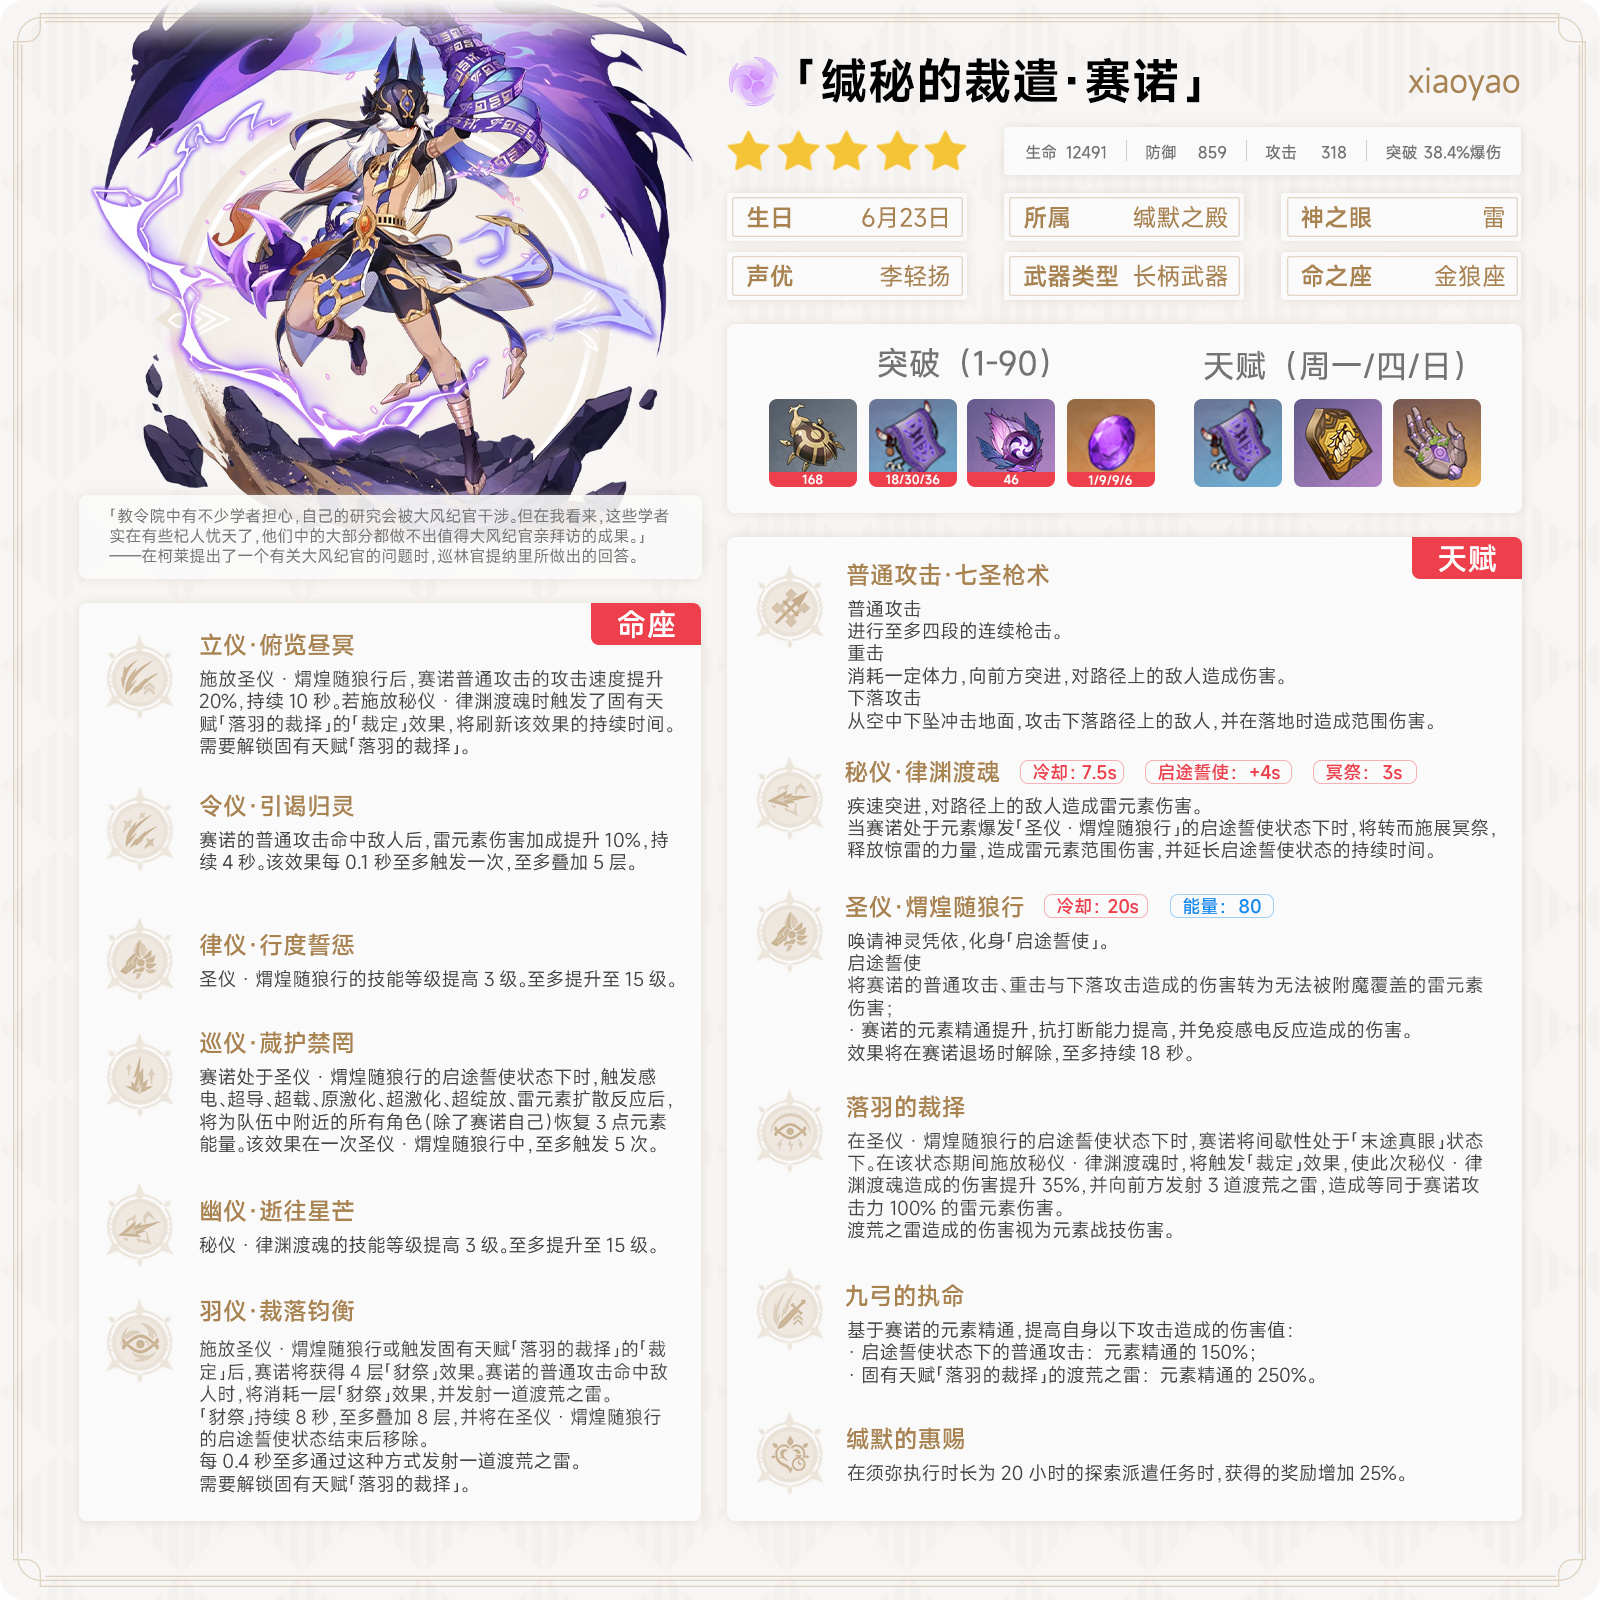 「缄秘的裁遣·赛诺」
xiaoyao
生命 12491 防御 859 攻击 318 突破 38.4%爆伤
生日 6月23日 所属 缄默之殿 神之眼 雷
声优 李轻扬 武器类型 长柄武器 命之座 金狼座
突破（1-90）
168 18/30/36 46 1/9/9/6
天赋（周一/四/日）
「教令院中有不少学者担心,自己的研究会被大风纪官干涉。但在我看来,这些学者
实在有些杞人忧天了,他们中的大部分都做不出值得大风纪官亲拜访的成果。」
——在柯莱提出了一个有关大风纪官的问题时,巡林官提纳里所做出的回答。
命座
立仪·俯览昼冥
施放圣仪 · 煟煌随狼行后,赛诺普通攻击的攻击速度提升
20%,持续 10 秒。若施放秘仪 · 律渊渡魂时触发了固有天
赋「落羽的裁择」的「裁定」效果,将刷新该效果的持续时间。
需要解锁固有天赋「落羽的裁择」。
令仪·引谒归灵
赛诺的普通攻击命中敌人后,雷元素伤害加成提升 10%,持
续 4 秒。该效果每 0.1 秒至多触发一次,至多叠加 5 层。
律仪·行度誓惩
圣仪 · 煟煌随狼行的技能等级提高 3 级。至多提升至 15 级。
巡仪·葳护禁罔
赛诺处于圣仪 · 煟煌随狼行的启途誓使状态下时,触发感
电、超导、超载、原激化、超激化、超绽放、雷元素扩散反应后,
将为队伍中附近的所有角色(除了赛诺自己)恢复 3 点元素
能量。该效果在一次圣仪 · 煟煌随狼行中,至多触发 5 次。
幽仪·逝往星芒
秘仪 · 律渊渡魂的技能等级提高 3 级。至多提升至 15 级。
羽仪·裁落钧衡
施放圣仪 · 煟煌随狼行或触发固有天赋「落羽的裁择」的「裁
定」后,赛诺将获得 4 层「豺祭」效果。赛诺的普通攻击命中敌
人时,将消耗一层「豺祭」效果,并发射一道渡荒之雷。
「豺祭」持续 8 秒,至多叠加 8 层,并将在圣仪 · 煟煌随狼行
的启途誓使状态结束后移除。
每 0.4 秒至多通过这种方式发射一道渡荒之雷。
需要解锁固有天赋「落羽的裁择」。
天赋
普通攻击·七圣枪术
普通攻击
进行至多四段的连续枪击。
重击
消耗一定体力,向前方突进,对路径上的敌人造成伤害。
下落攻击
从空中下坠冲击地面,攻击下落路径上的敌人,并在落地时造成范围伤害。
秘仪·律渊渡魂 冷却: 7.5s 启途誓使: +4s 冥祭: 3s
疾速突进,对路径上的敌人造成雷元素伤害。
当赛诺处于元素爆发「圣仪 · 煟煌随狼行」的启途誓使状态下时,将转而施展冥祭,
释放惊雷的力量,造成雷元素范围伤害,并延长启途誓使状态的持续时间。
圣仪·煟煌随狼行 冷却: 20s 能量: 80
唤请神灵凭依,化身「启途誓使」。
启途誓使
将赛诺的普通攻击、重击与下落攻击造成的伤害转为无法被附魔覆盖的雷元素
伤害;
· 赛诺的元素精通提升,抗打断能力提高,并免疫感电反应造成的伤害。
效果将在赛诺退场时解除,至多持续 18 秒。
落羽的裁择
在圣仪 · 煟煌随狼行的启途誓使状态下时,赛诺将间歇性处于「末途真眼」状态
下。在该状态期间施放秘仪 · 律渊渡魂时,将触发「裁定」效果,使此次秘仪 · 律
渊渡魂造成的伤害提升 35%,并向前方发射 3 道渡荒之雷,造成等同于赛诺攻
击力 100% 的雷元素伤害。
渡荒之雷造成的伤害视为元素战技伤害。
九弓的执命
基于赛诺的元素精通,提高自身以下攻击造成的伤害值:
· 启途誓使状态下的普通攻击: 元素精通的 150%;
· 固有天赋「落羽的裁择」的渡荒之雷: 元素精通的 250%。
缄默的惠赐
在须弥执行时长为 20 小时的探索派遣任务时,获得的奖励增加 25%。